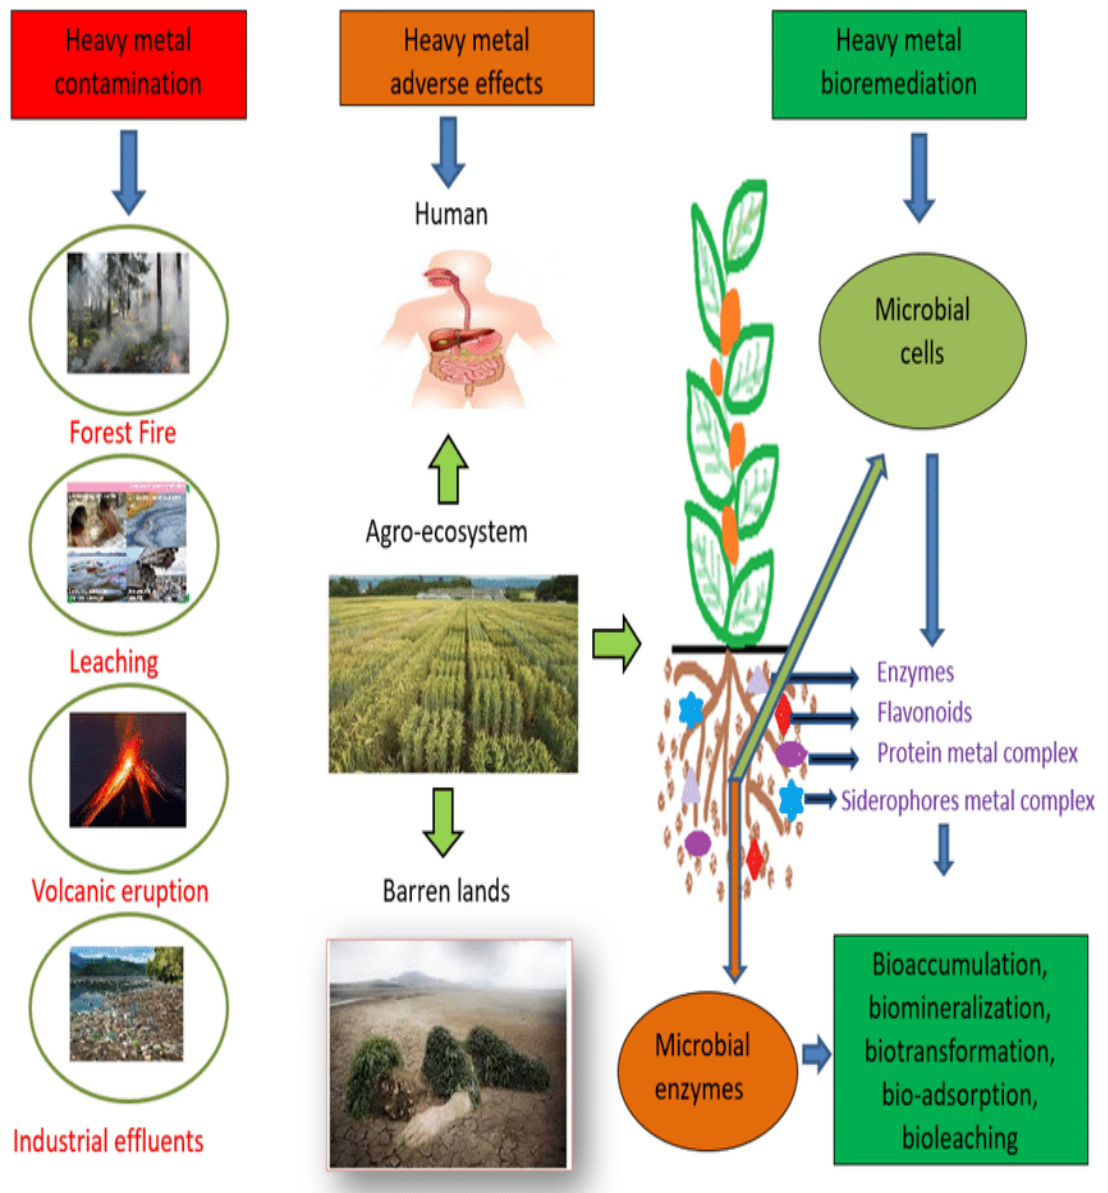 Heavy metal
contamination
Forest Fire
Leaching
Volcanic eruption
Industrial effluents
Heavy metal
adverse effects
Human
Agro-ecosystem
Barren lands
Heavy metal
bioremediation
Microbial
cells
Enzymes
Flavonoids
Protein metal complex
Siderophores metal complex
Microbial
enzymes
Bioaccumulation,
biomineralization,
biotransformation,
bio-adsorption,
bioleaching